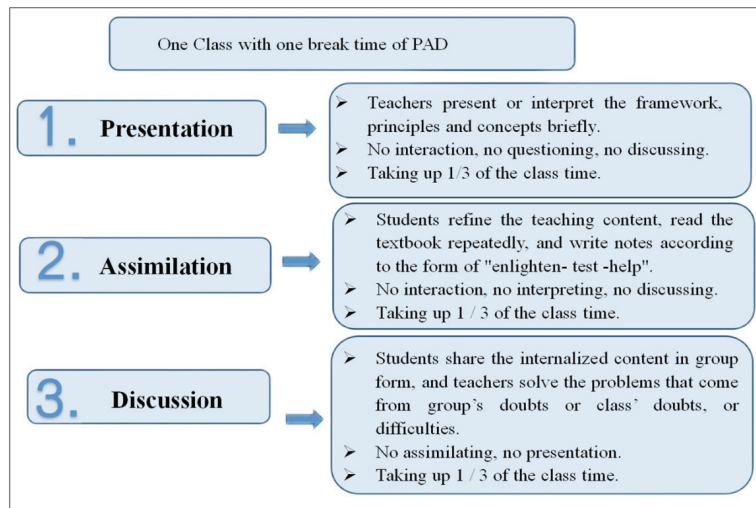 One Class with one break time of PAD
1. Presentation
➢ Teachers present or interpret the framework,
principles and concepts briefly.
➢ No interaction, no questioning, no discussing.
➢ Taking up 1/3 of the class time.
2. Assimilation
➢ Students refine the teaching content, read the
textbook repeatedly, and write notes according
to the form of "enlighten- test -help".
➢ No interaction, no interpreting, no discussing.
➢ Taking up 1 / 3 of the class time.
3. Discussion
➢ Students share the internalized content in group
form, and teachers solve the problems that come
from group's doubts or class' doubts, or
difficulties.
➢ No assimilating, no presentation.
➢ Taking up 1 / 3 of the class time.